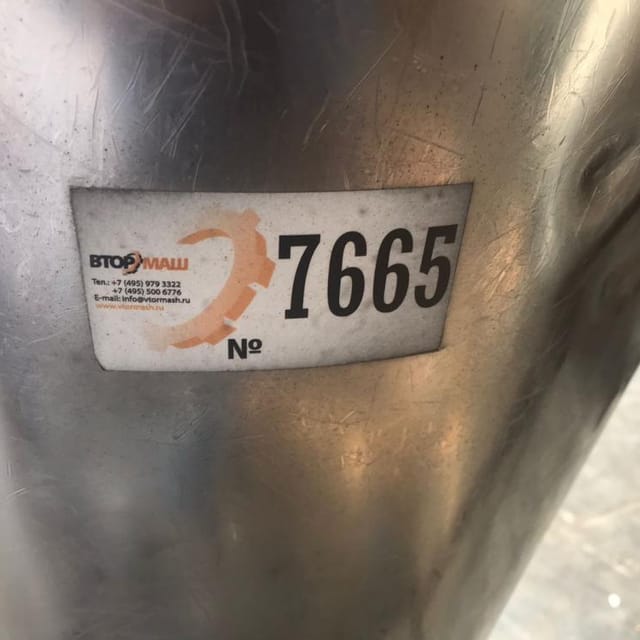 ВТОРМАШ
Тел.: +7 (495) 979 3322
+7 (495) 500 6776
E-mail: info@vtormash.ru
www.vtormash.ru
№ 7665